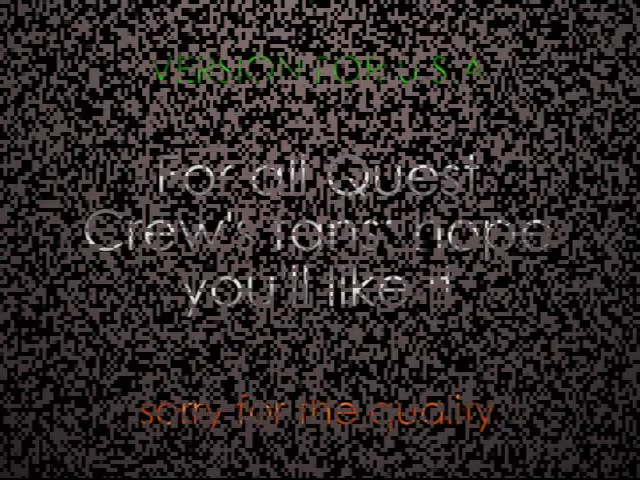 VERSION FOR U.S.A
For all Quest
Crew's fans: hope
you'll like it
sorry for the quality